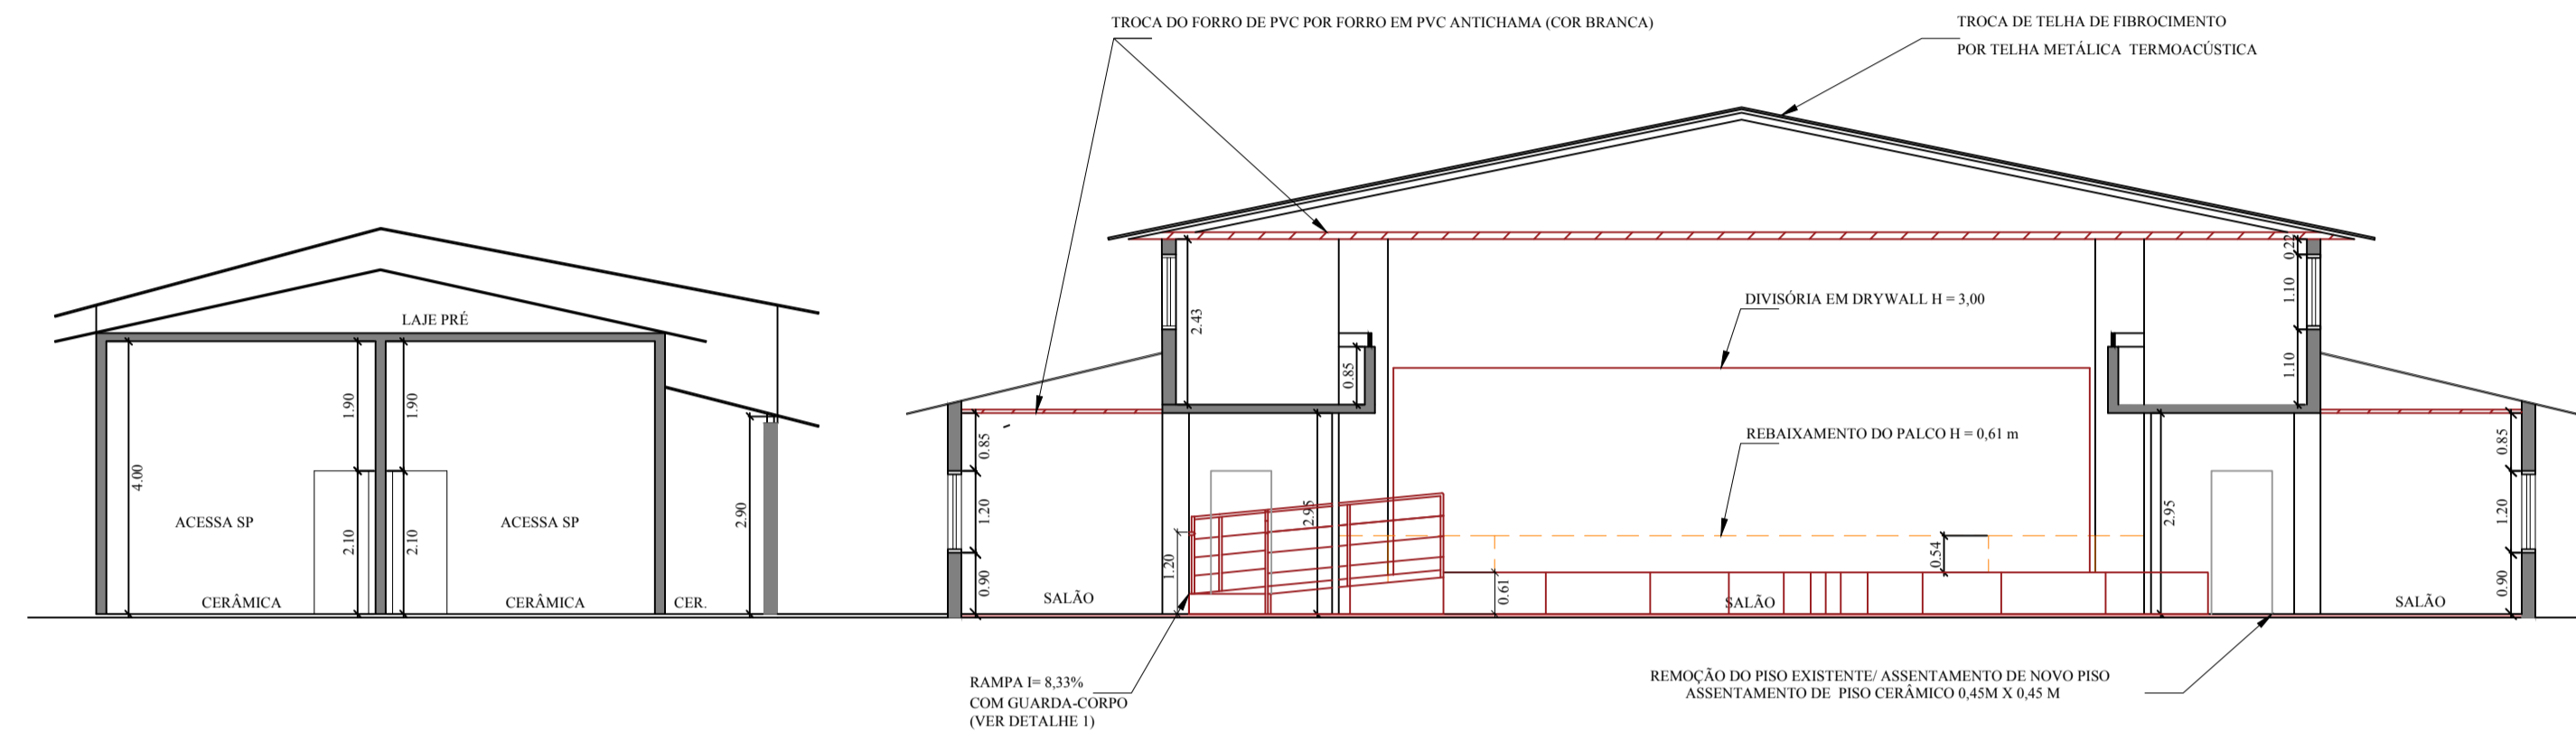 TROCA DO FORRO DE PVC POR FORRO EM PVC ANTICHAMA (COR BRANCA)
TROCA DE TELHA DE FIBROCIMENTO
POR TELHA METÁLICA TERMOACÚSTICA
LAJE PRÉ
4.00
1.90
1.90
2.10
2.10
ACESSA SP
ACESSA SP
CERÂMICA
CERÂMICA
CER.
2.90
0.85
1.20
0.90
SALÃO
2.43
0.85
2.95
1.20
0.61
DIVISÓRIA EM DRYWALL H = 3,00
REBAIXAMENTO DO PALCO H = 0,61 m
0.54
SALÃO
0.22
1.10
1.10
2.95
0.85
1.20
0.90
SALÃO
RAMPA I= 8,33%
COM GUARDA-CORPO
(VER DETALHE 1)
REMOÇÃO DO PISO EXISTENTE/ ASSENTAMENTO DE NOVO PISO
ASSENTAMENTO DE PISO CERÂMICO 0,45M X 0,45 M